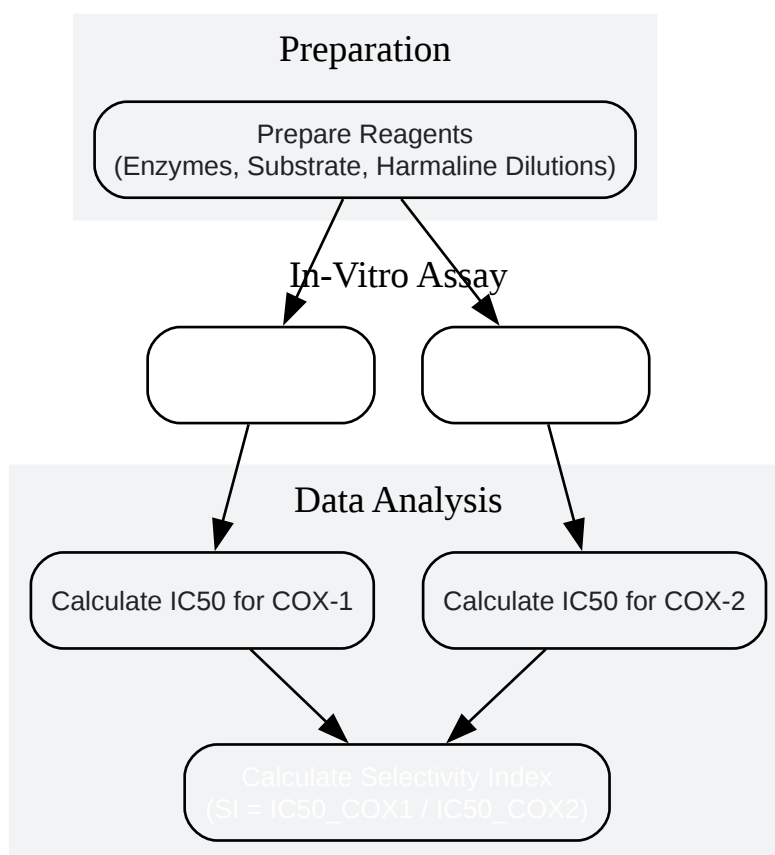 Preparation
Prepare Reagents
(Enzymes, Substrate, Harmaline Dilutions)
In-Vitro Assay
Data Analysis
Calculate IC50 for COX-1
Calculate IC50 for COX-2
Calculate Selectivity Index
(SI = IC50_COX1 / IC50_COX2)